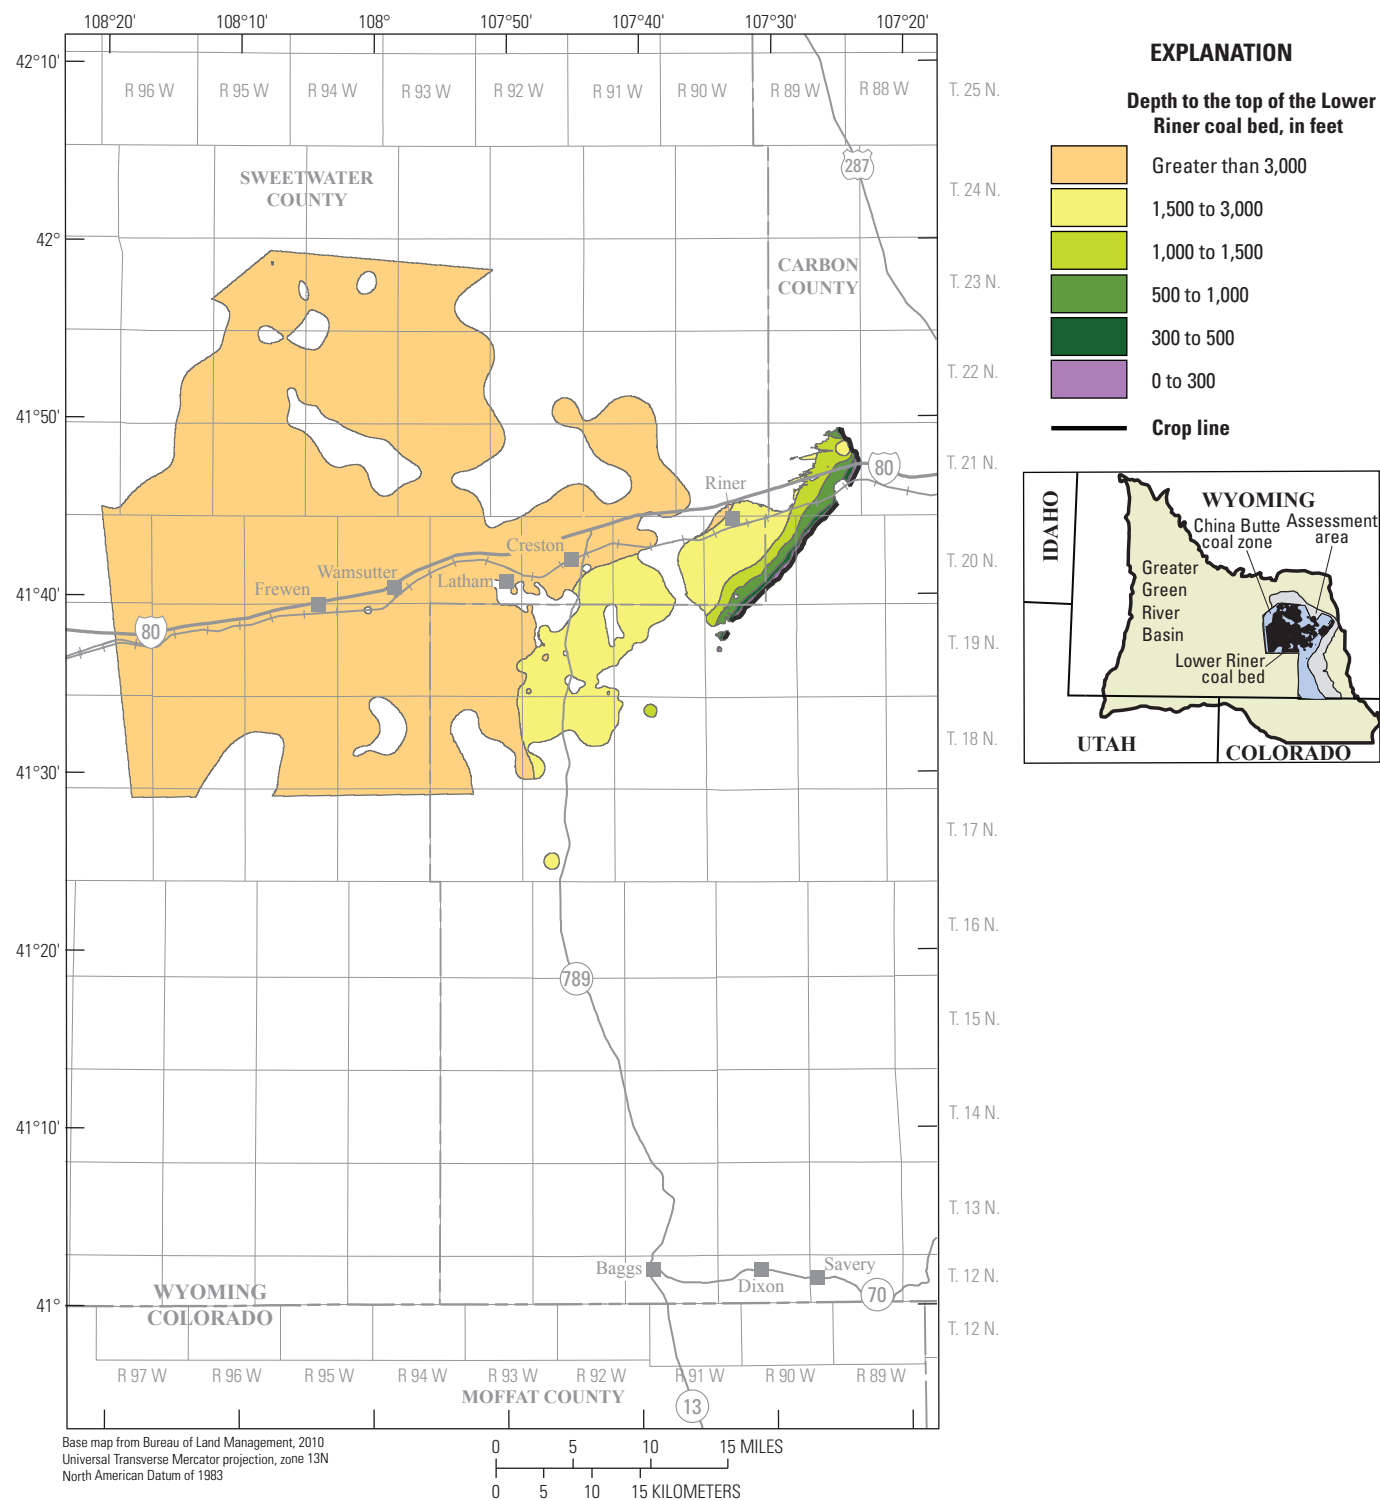 108°20' 108°10' 108° 107°50' 107°40' 107°30' 107°20'
42°10'
R 96 W R 95 W R 94 W R 93 W R 92 W R 91 W R 90 W R 89 W R 88 W T. 25 N.
287
SWEETWATER
COUNTY
T. 24 N.
42°
CARBON
COUNTY
T. 23 N.
T. 22 N.
41°50'
T. 21 N.
80
Riner
Creston
T. 20 N.
Wamsutter
Latham
Frewen
41°40'
80
T. 19 N.
T. 18 N.
41°30'
T. 17 N.
T. 16 N.
41°20'
789
T. 15 N.
T. 14 N.
41°10'
T. 13 N.
Baggs
Savery
Dixon
T. 12 N.
70
WYOMING
41°
COLORADO
T. 12 N.
R 97 W R 96 W R 95 W R 94 W R 93 W R 92 W R 91 W R 90 W R 89 W
MOFFAT COUNTY
13
Base map from Bureau of Land Management, 2010
Universal Transverse Mercator projection, zone 13N
North American Datum of 1983
0 5 10 15 MILES
0 5 10 15 KILOMETERS
EXPLANATION
Depth to the top of the Lower
Riner coal bed, in feet
Greater than 3,000
1,500 to 3,000
1,000 to 1,500
500 to 1,000
300 to 500
0 to 300
Crop line
IDAHO
WYOMING
China Butte
coal zone
Assessment
area
Greater
Green
River
Basin
Lower Riner
coal bed
UTAH
COLORADO